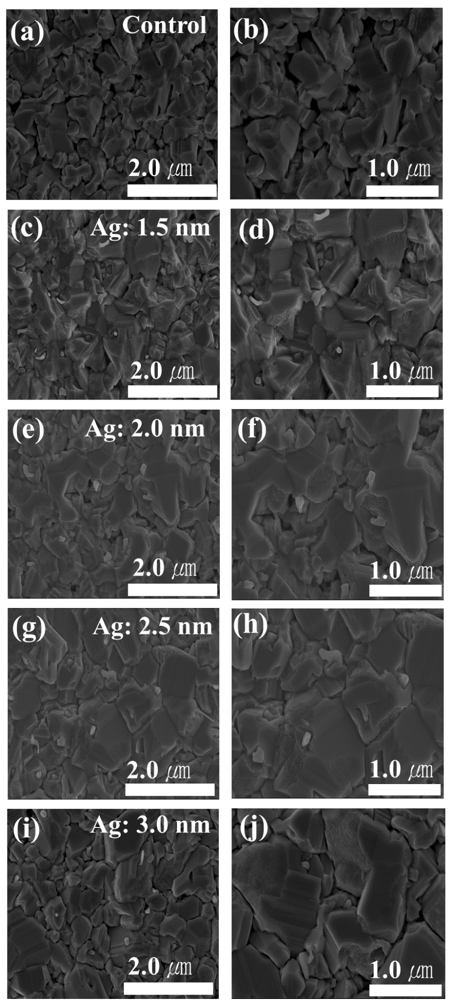 (a) Control
2.0 μm
(b)
1.0 μm
(c) Ag: 1.5 nm
2.0 μm
(d)
1.0 μm
(e) Ag: 2.0 nm
2.0 μm
(f)
1.0 μm
(g) Ag: 2.5 nm
2.0 μm
(h)
1.0 μm
(i) Ag: 3.0 nm
2.0 μm
(j)
1.0 μm